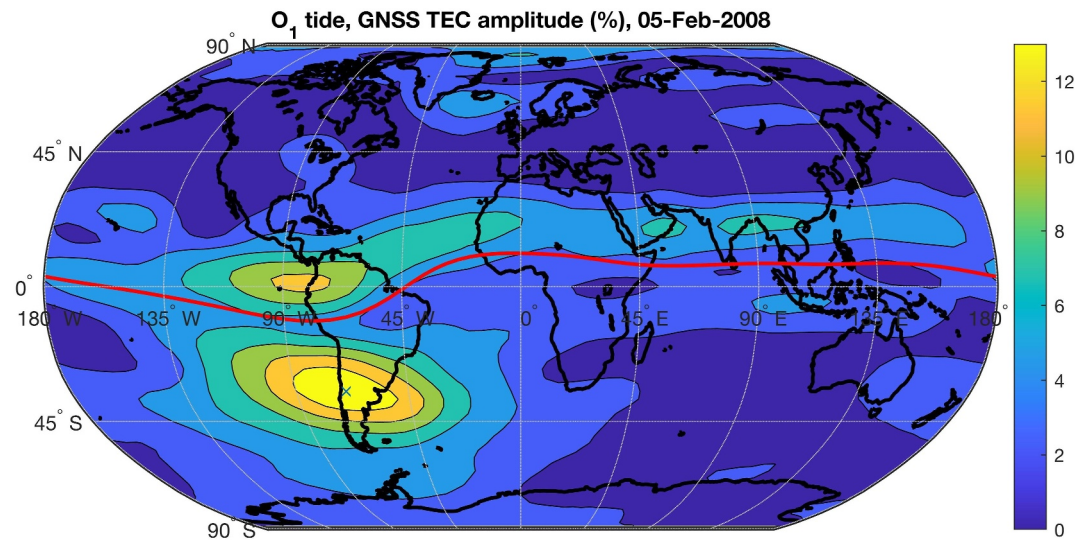 O₁ tide, GNSS TEC amplitude (%), 05-Feb-2008
90° N
45° N
0°
180° W 135° W 90° W 45° W 0° 45° E 90° E 135° E 180°
45° S
90° S
12
10
8
6
4
2
0